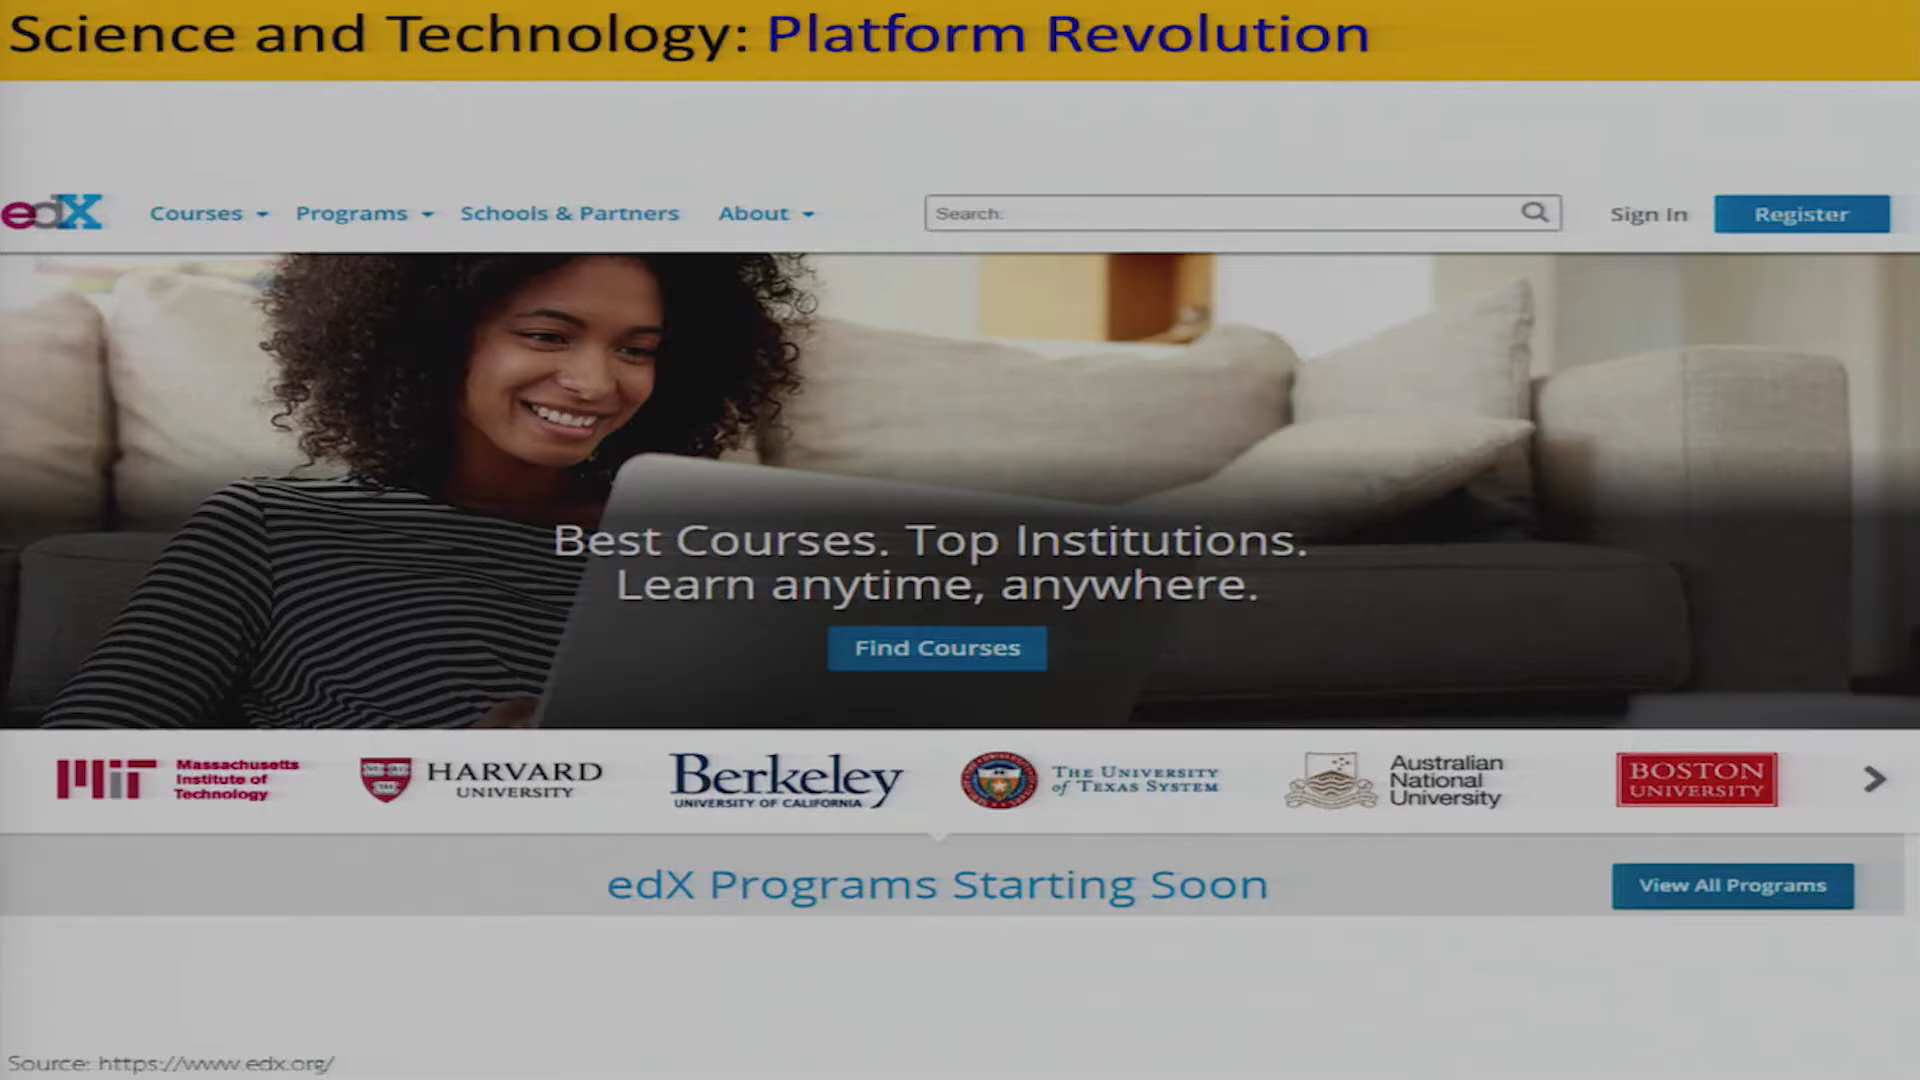 Science and Technology: Platform Revolution
edX
Courses
Programs
Schools & Partners
About
Search:
Sign In
Register
Best Courses. Top Institutions.
Learn anytime, anywhere.
Find Courses
Massachusetts
Institute of
Technology
HARVARD
UNIVERSITY
Berkeley
UNIVERSITY OF CALIFORNIA
THE UNIVERSITY
of TEXAS SYSTEM
Australian
National
University
BOSTON
UNIVERSITY
edX Programs Starting Soon
View All Programs
Source: https://www.edx.org/